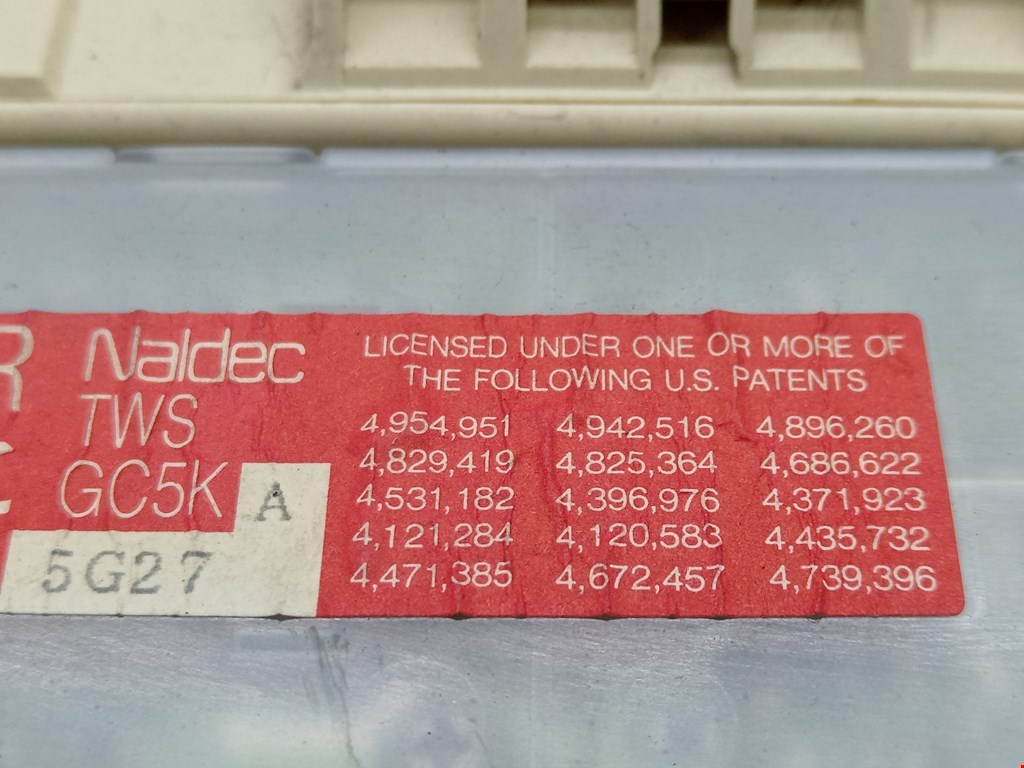 R
Naldec
TWS
GC5K A
5G27
LICENSED UNDER ONE OR MORE OF
THE FOLLOWING U.S. PATENTS
4,954,951 4,942,516 4,896,260
4,829,419 4,825,364 4,686,622
4,531,182 4,396,976 4,371,923
4,121,284 4,120,583 4,435,732
4,471,385 4,672,457 4,739,396